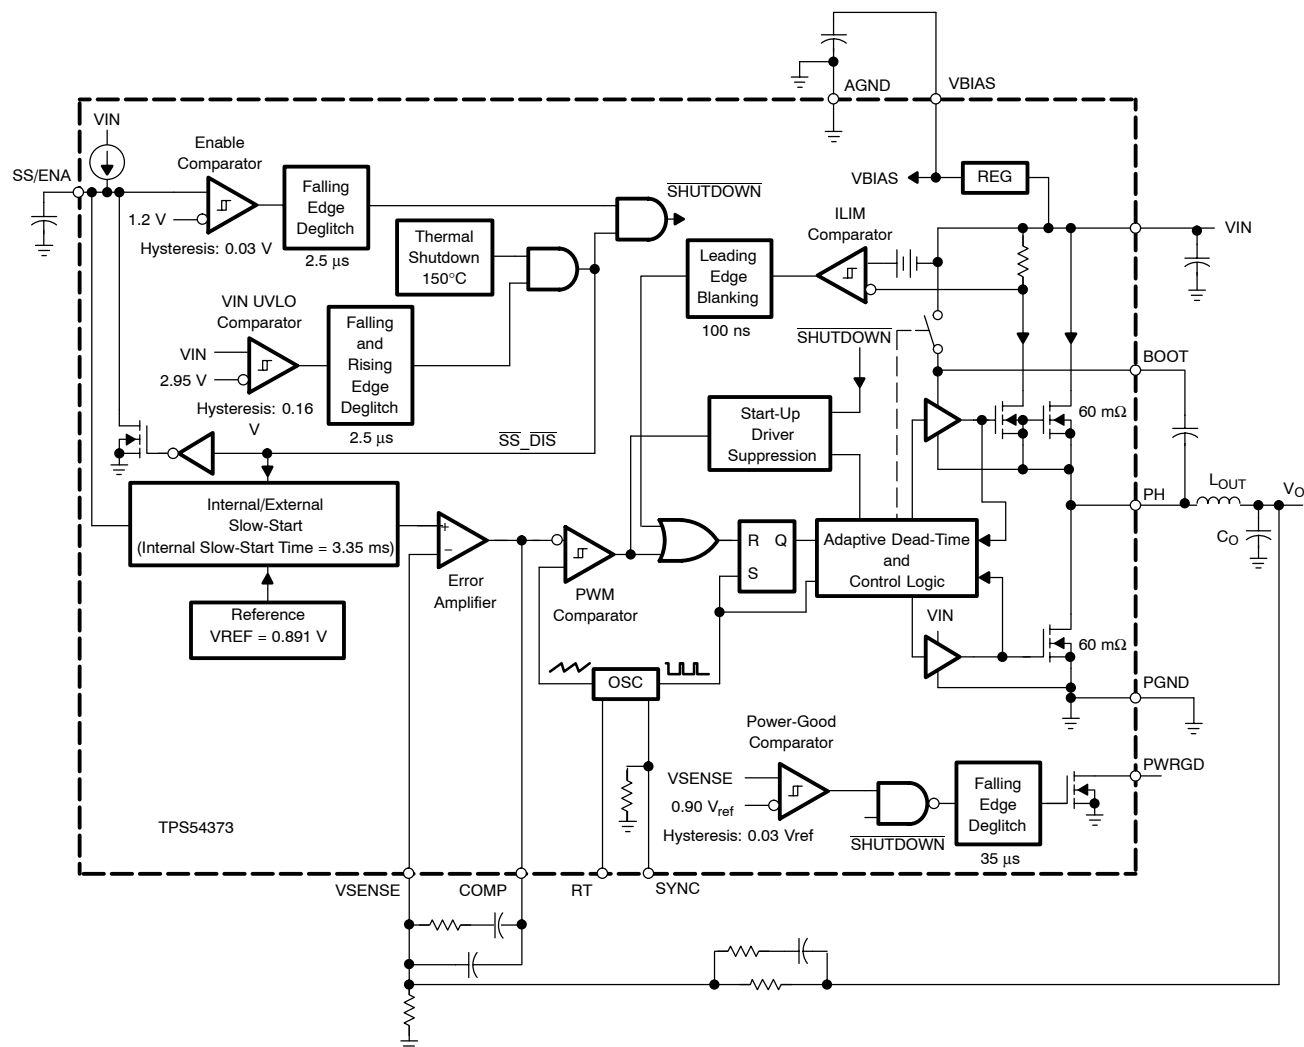 AGND
VBIAS
VIN
Enable
Comparator
SS/ENA
1.2 V
Hysteresis: 0.03 V
Falling
Edge
Deglitch
2.5 μs
SHUTDOWN
VBIAS
REG
Thermal
Shutdown
150°C
ILIM
Comparator
VIN
Leading
Edge
Blanking
100 ns
VIN UVLO
Comparator
VIN
2.95 V
Hysteresis: 0.16
V
Falling
and
Rising
Edge
Deglitch
2.5 μs
SHUTDOWN
BOOT
Start-Up
Driver
Suppression
60 mΩ
SS_DIS
Internal/External
Slow-Start
(Internal Slow-Start Time = 3.35 ms)
PH
LOUT
VO
CO
+
−
Error
Amplifier
PWM
Comparator
R Q
S
Adaptive Dead-Time
and
Control Logic
Reference
VREF = 0.891 V
VIN
60 mΩ
OSC
PGND
Power-Good
Comparator
VSENSE
0.90 Vref
Hysteresis: 0.03 Vref
SHUTDOWN
Falling
Edge
Deglitch
35 μs
PWRGD
TPS54373
VSENSE
COMP
RT
SYNC